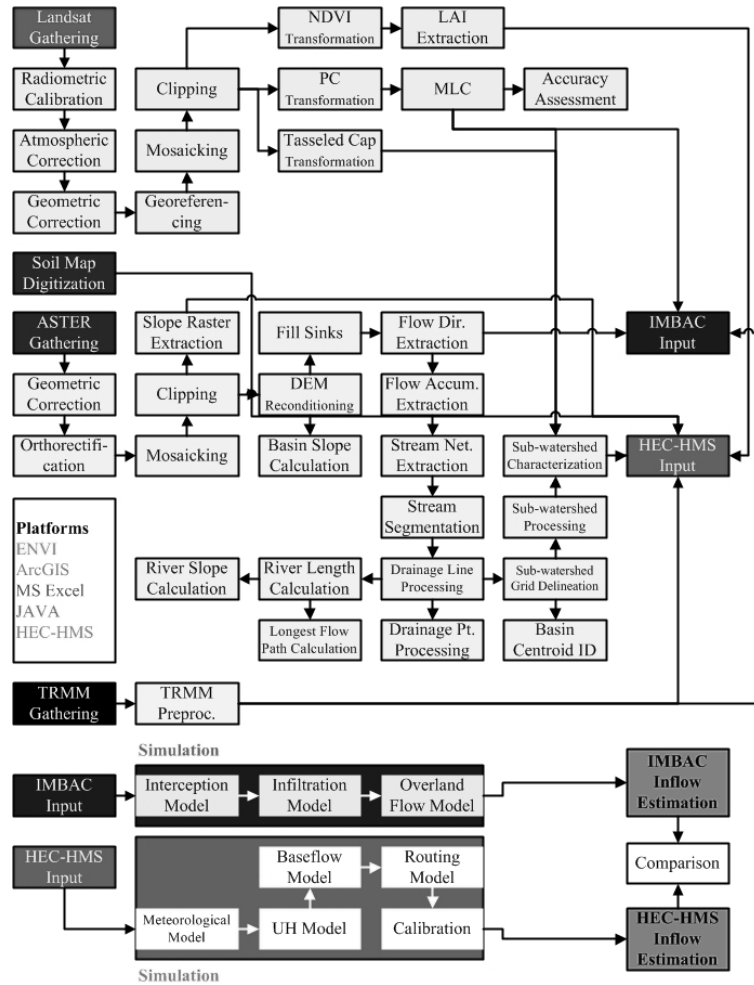 Landsat
Gathering
NDVI
Transformation
LAI
Extraction
Radiometric
Calibration
Clipping
PC
Transformation
MLC
Accuracy
Assessment
Atmospheric
Correction
Mosaicking
Tasseled Cap
Transformation
Geometric
Correction
Georeferen-
cing
Soil Map
Digitization
ASTER
Gathering
Slope Raster
Extraction
Fill Sinks
Flow Dir.
Extraction
IMBAC
Input
Geometric
Correction
Clipping
DEM
Reconditioning
Flow Accum.
Extraction
Orthorectifi-
cation
Mosaicking
Basin Slope
Calculation
Stream Net.
Extraction
Sub-watershed
Characterization
HEC-HMS
Input
Stream
Segmentation
Sub-watershed
Processing
Platforms
ENVI
ArcGIS
MS Excel
JAVA
HEC-HMS
River Slope
Calculation
River Length
Calculation
Drainage Line
Processing
Sub-watershed
Grid Delineation
Longest Flow
Path Calculation
Drainage Pt.
Processing
Basin
Centroid ID
TRMM
Gathering
TRMM
Preproc.
Simulation
IMBAC
Input
Interception
Model
Infiltration
Model
Overland
Flow Model
IMBAC
Inflow
Estimation
HEC-HMS
Input
Baseflow
Model
Routing
Model
Comparison
Meteorological
Model
UH Model
Calibration
HEC-HMS
Inflow
Estimation
Simulation